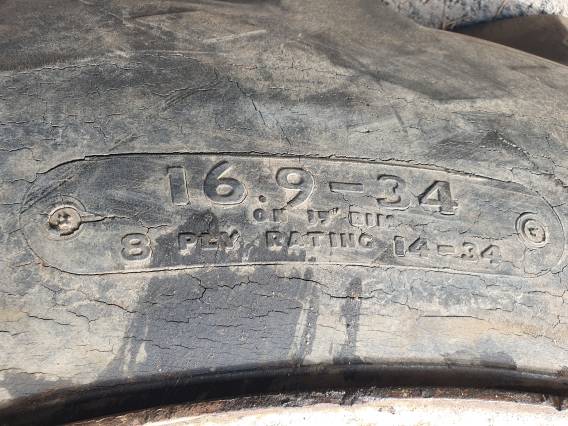 16.9-34
ON 15" RIM
8 PLY RATING 14-34
G